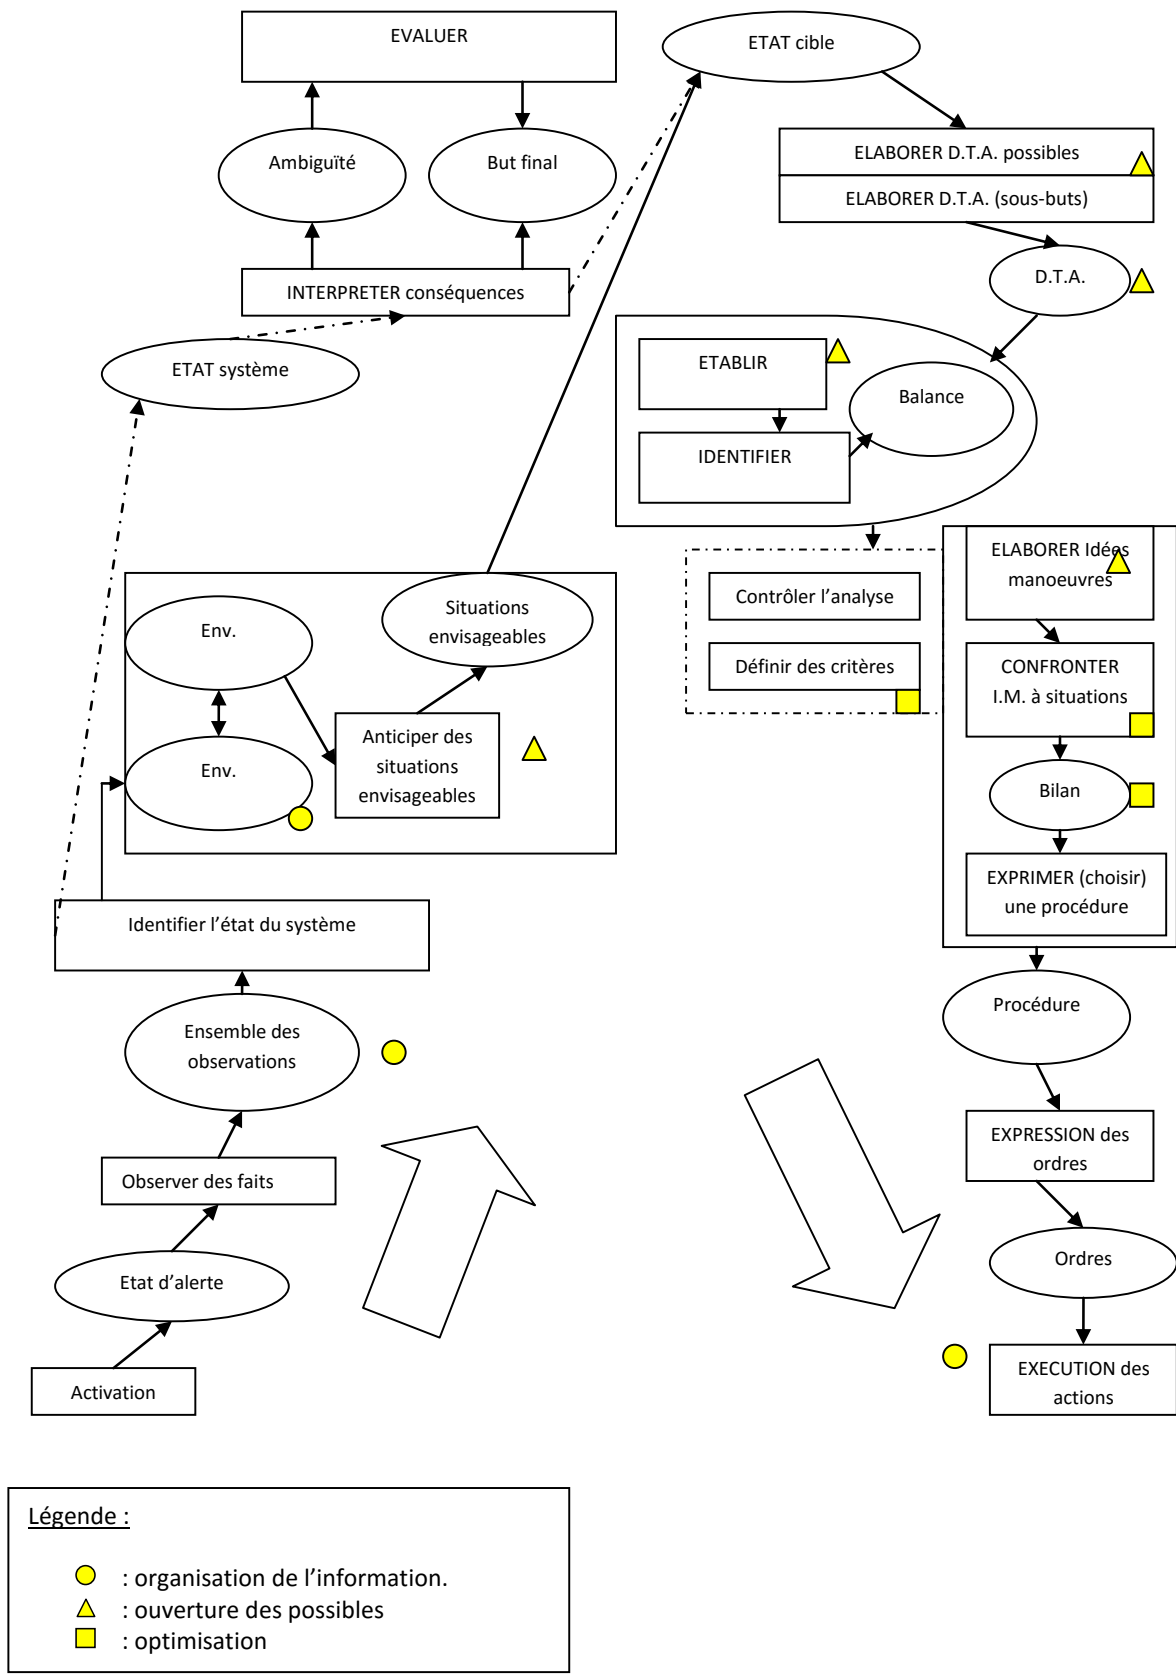 EVALUER
ETAT cible
Ambiguïté
But final
ELABORER D.T.A. possibles
ELABORER D.T.A. (sous-buts)
INTERPRETER conséquences
D.T.A.
ETAT système
ETABLIR
Balance
IDENTIFIER
ELABORER Idées
manoeuvres
Situations
envisageables
Contrôler l’analyse
Env.
Définir des critères
CONFRONTER
I.M. à situations
Anticiper des
situations
envisageables
Env.
Bilan
EXPRIMER (choisir)
une procédure
Identifier l’état du système
Ensemble des
observations
Procédure
Observer des faits
EXPRESSION des
ordres
Etat d’alerte
Ordres
Activation
EXECUTION des
actions
Légende :
: organisation de l’information.
: ouverture des possibles
: optimisation